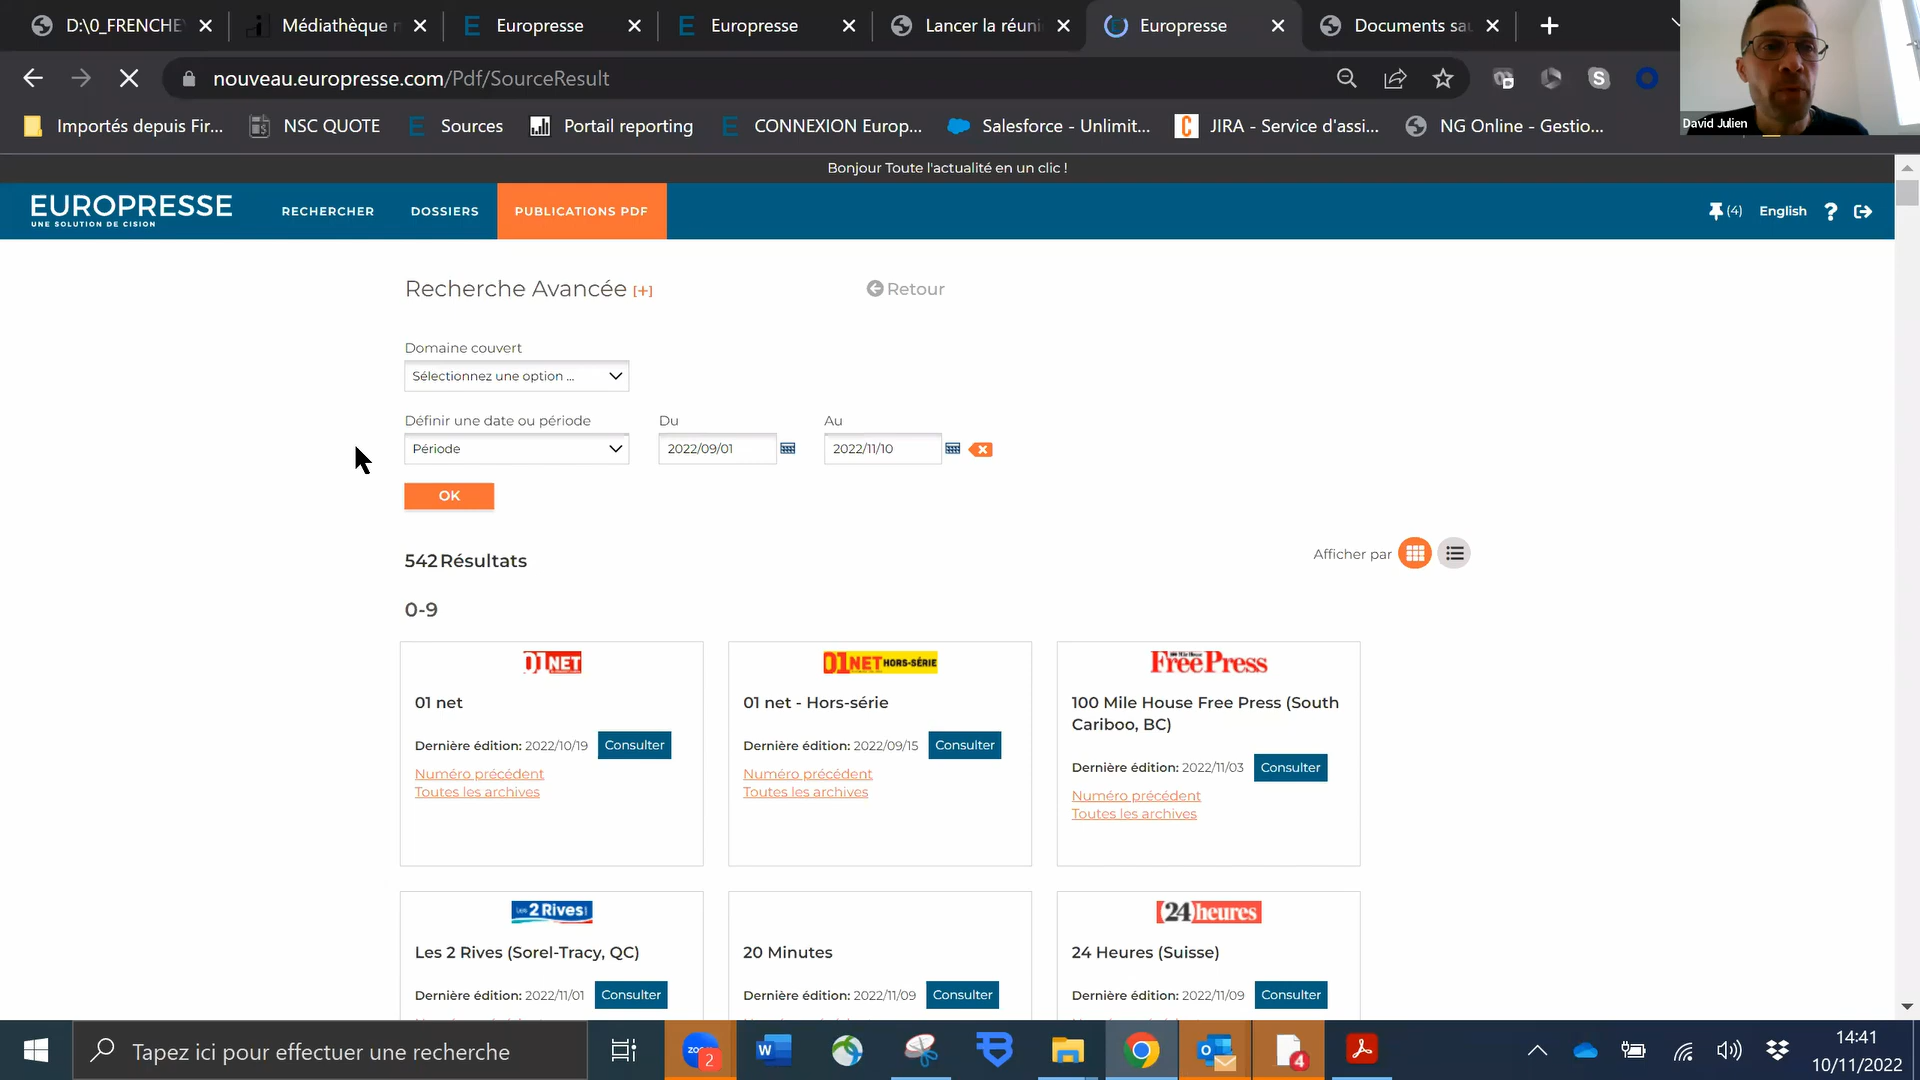 D:\0_FRENCHE
Médiathèque n
Europresse
Europresse
Lancer la réuni
Europresse
Documents sau
nouveau.europresse.com/Pdf/SourceResult
Importés depuis Fir...
NSC QUOTE
Sources
Portail reporting
CONNEXION Europ...
Salesforce - Unlimit...
JIRA - Service d'assi...
NG Online - Gestio...
David Julien
Bonjour Toute l'actualité en un clic !
EUROPRESSE
UNE SOLUTION DE CISION
RECHERCHER
DOSSIERS
PUBLICATIONS PDF
(4)
English
?
Recherche Avancée [+]
Retour
Domaine couvert
Sélectionnez une option ...
Définir une date ou période
Du
Au
Période
2022/09/01
2022/11/10
OK
542 Résultats
Afficher par
0-9
01NET
01NET HORS-SÉRIE
Free Press
01 net
01 net - Hors-série
100 Mile House Free Press (South
Cariboo, BC)
Dernière édition: 2022/10/19 Consulter
Dernière édition: 2022/09/15 Consulter
Dernière édition: 2022/11/03 Consulter
Numéro précédent
Toutes les archives
Numéro précédent
Toutes les archives
Numéro précédent
Toutes les archives
Les 2 Rives
24 heures
Les 2 Rives (Sorel-Tracy, QC)
20 Minutes
24 Heures (Suisse)
Dernière édition: 2022/11/01 Consulter
Dernière édition: 2022/11/09 Consulter
Dernière édition: 2022/11/09 Consulter
Tapez ici pour effectuer une recherche
2
4
14:41
10/11/2022